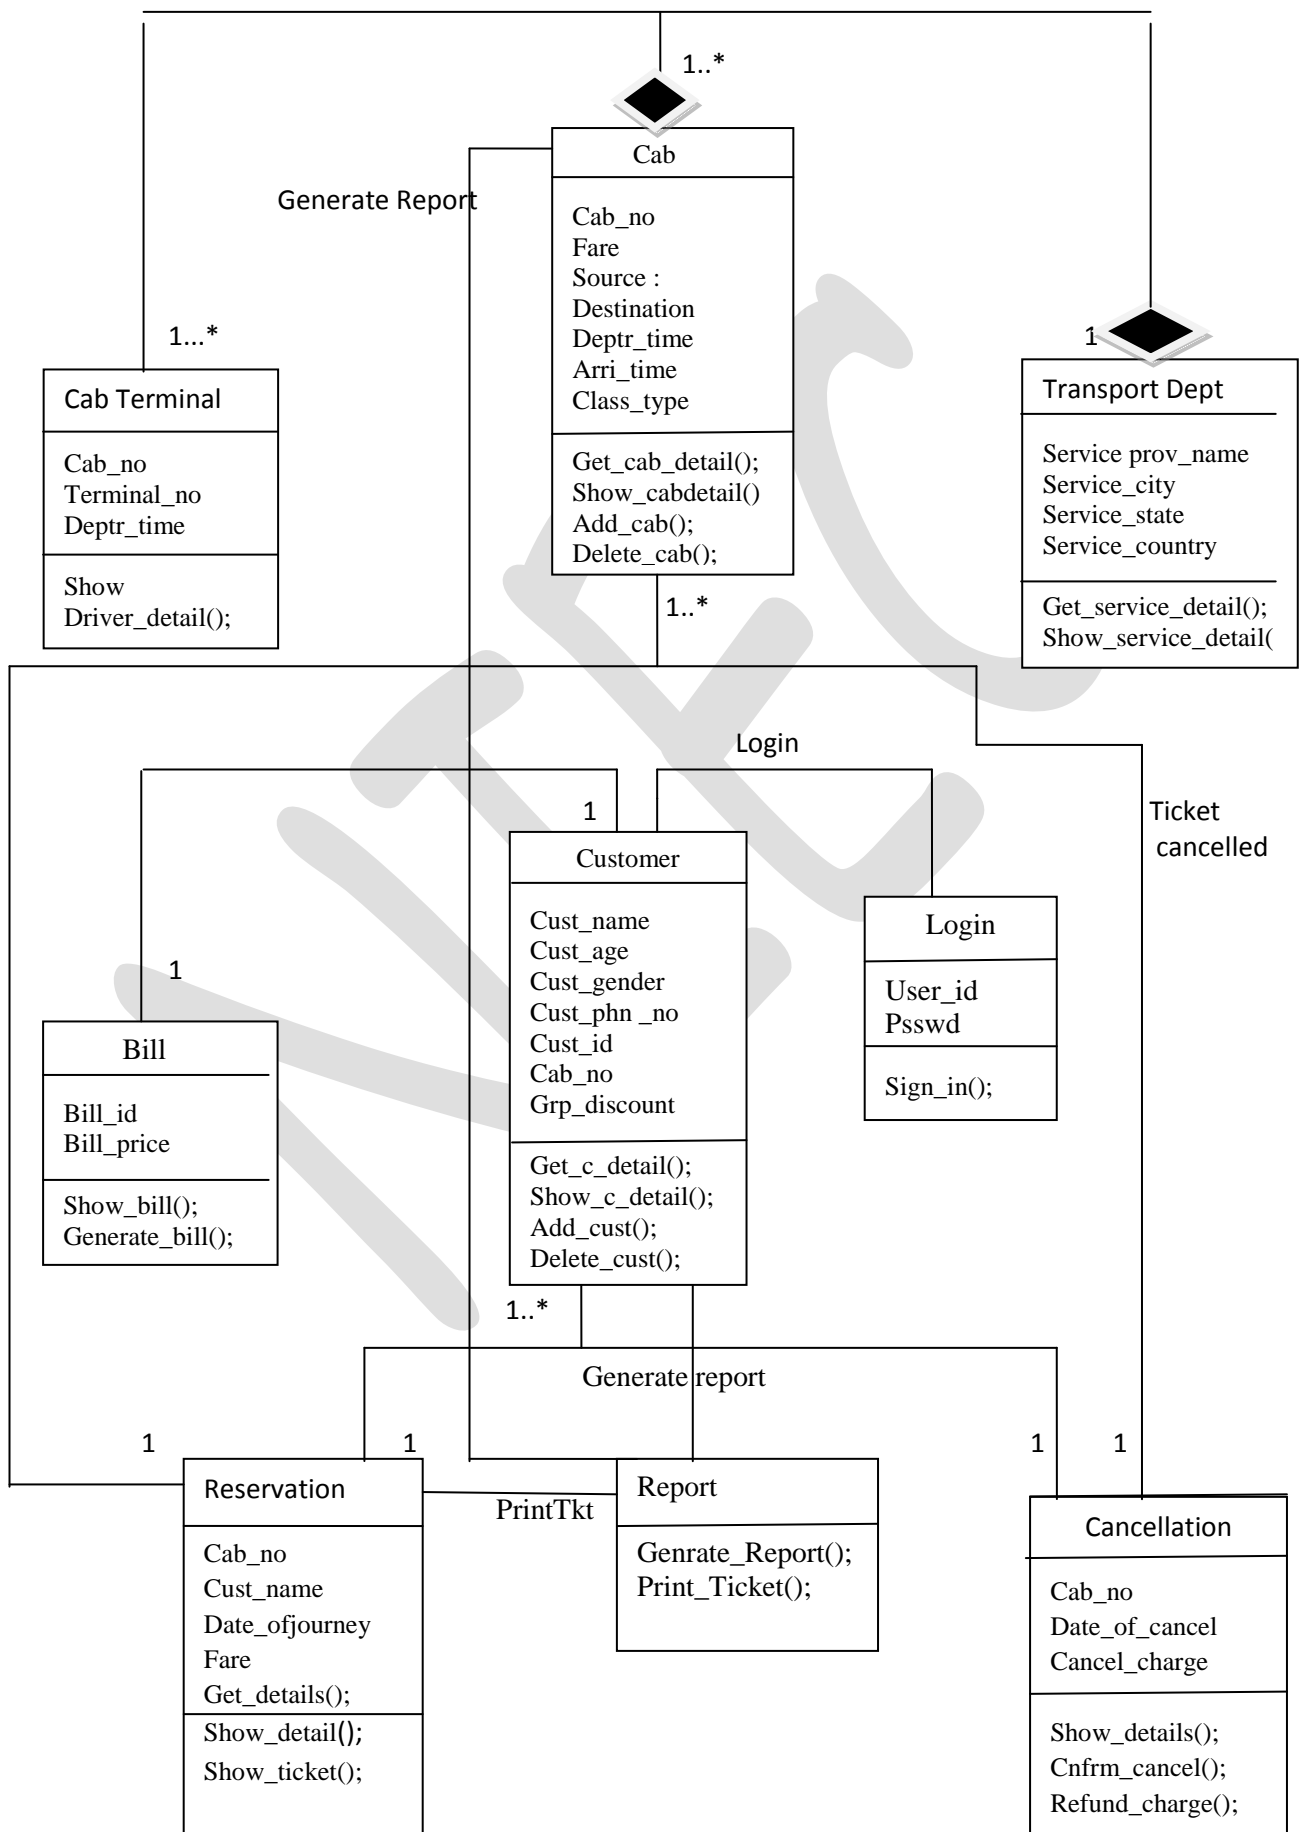 1..*
Cab
Generate Report
Cab_no
Fare
Source :
Destination
Deptr_time
Arri_time
Class_type
Get_cab_detail();
Show_cabdetail()
Add_cab();
Delete_cab();
1..*
1...*
Cab Terminal
Cab_no
Terminal_no
Deptr_time
Show
Driver_detail();
1
Transport Dept
Service prov_name
Service_city
Service_state
Service_country
Get_service_detail();
Show_service_detail(
Login
Ticket
cancelled
1
Customer
Cust_name
Cust_age
Cust_gender
Cust_phn _no
Cust_id
Cab_no
Grp_discount
Get_c_detail();
Show_c_detail();
Add_cust();
Delete_cust();
1..*
Login
User_id
Psswd
Sign_in();
1
Bill
Bill_id
Bill_price
Show_bill();
Generate_bill();
Generate report
1
1
1
1
Reservation
Cab_no
Cust_name
Date_ofjourney
Fare
Get_details();
Show_detail();
Show_ticket();
PrintTkt
Report
Genrate_Report();
Print_Ticket();
Cancellation
Cab_no
Date_of_cancel
Cancel_charge
Show_details();
Cnfrm_cancel();
Refund_charge();
NTEC